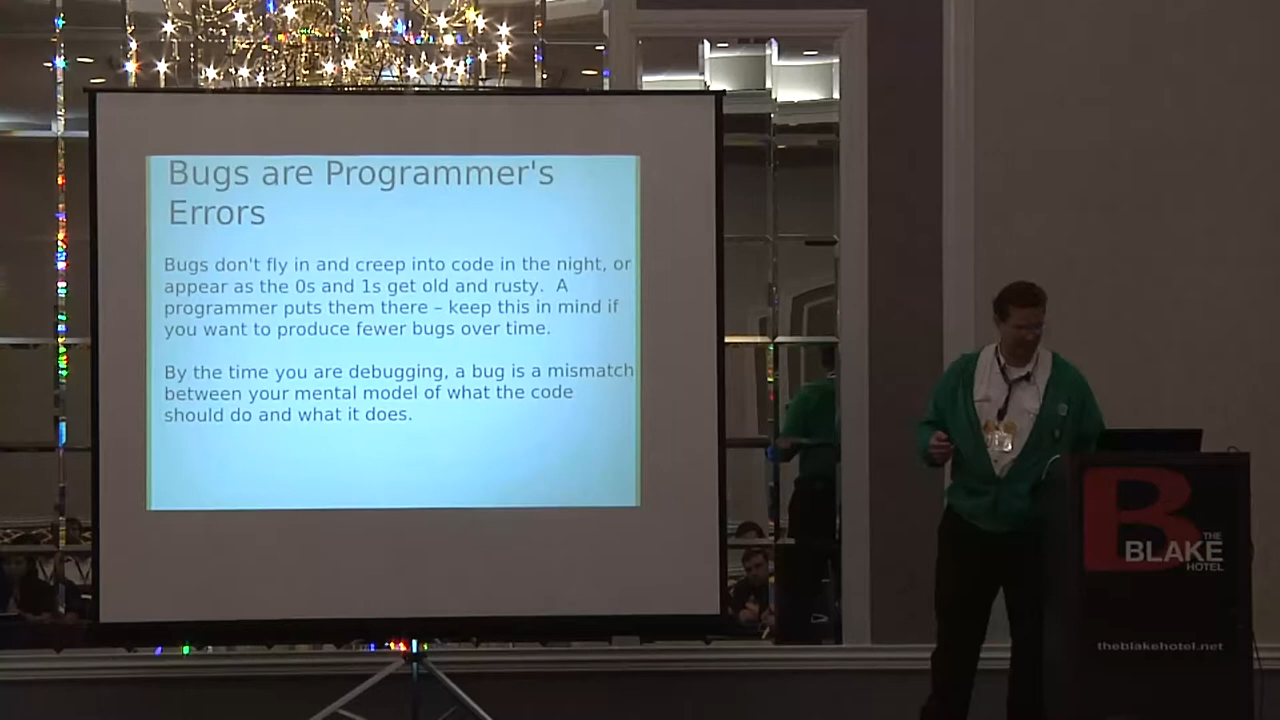 Bugs are Programmer's
Errors
Bugs don't fly in and creep into code in the night, or
appear as the 0s and 1s get old and rusty.  A
programmer puts them there – keep this in mind if
you want to produce fewer bugs over time.
By the time you are debugging, a bug is a mismatch
between your mental model of what the code
should do and what it does.
B
THE
BLAKE
HOTEL
theblakehotel.net